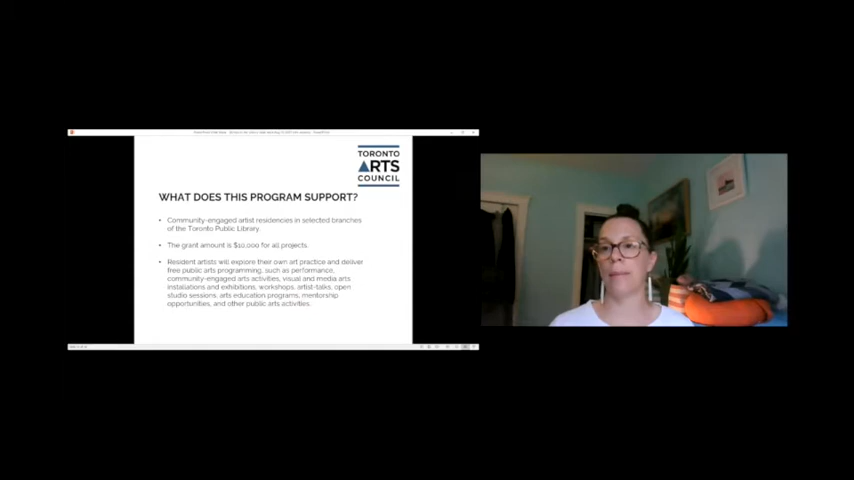 TORONTO
ARTS
COUNCIL
WHAT DOES THIS PROGRAM SUPPORT?
• Community-engaged artist residencies in selected branches
of the Toronto Public Library.
• The grant amount is $10,000 for all projects.
• Resident artists will explore their own art practice and deliver
free public arts programming, such as performance,
community-engaged arts activities, visual and media arts
installations and exhibitions, workshops, artist-talks, open
studio sessions, arts education programs, mentorship
opportunities, and other public arts activities.